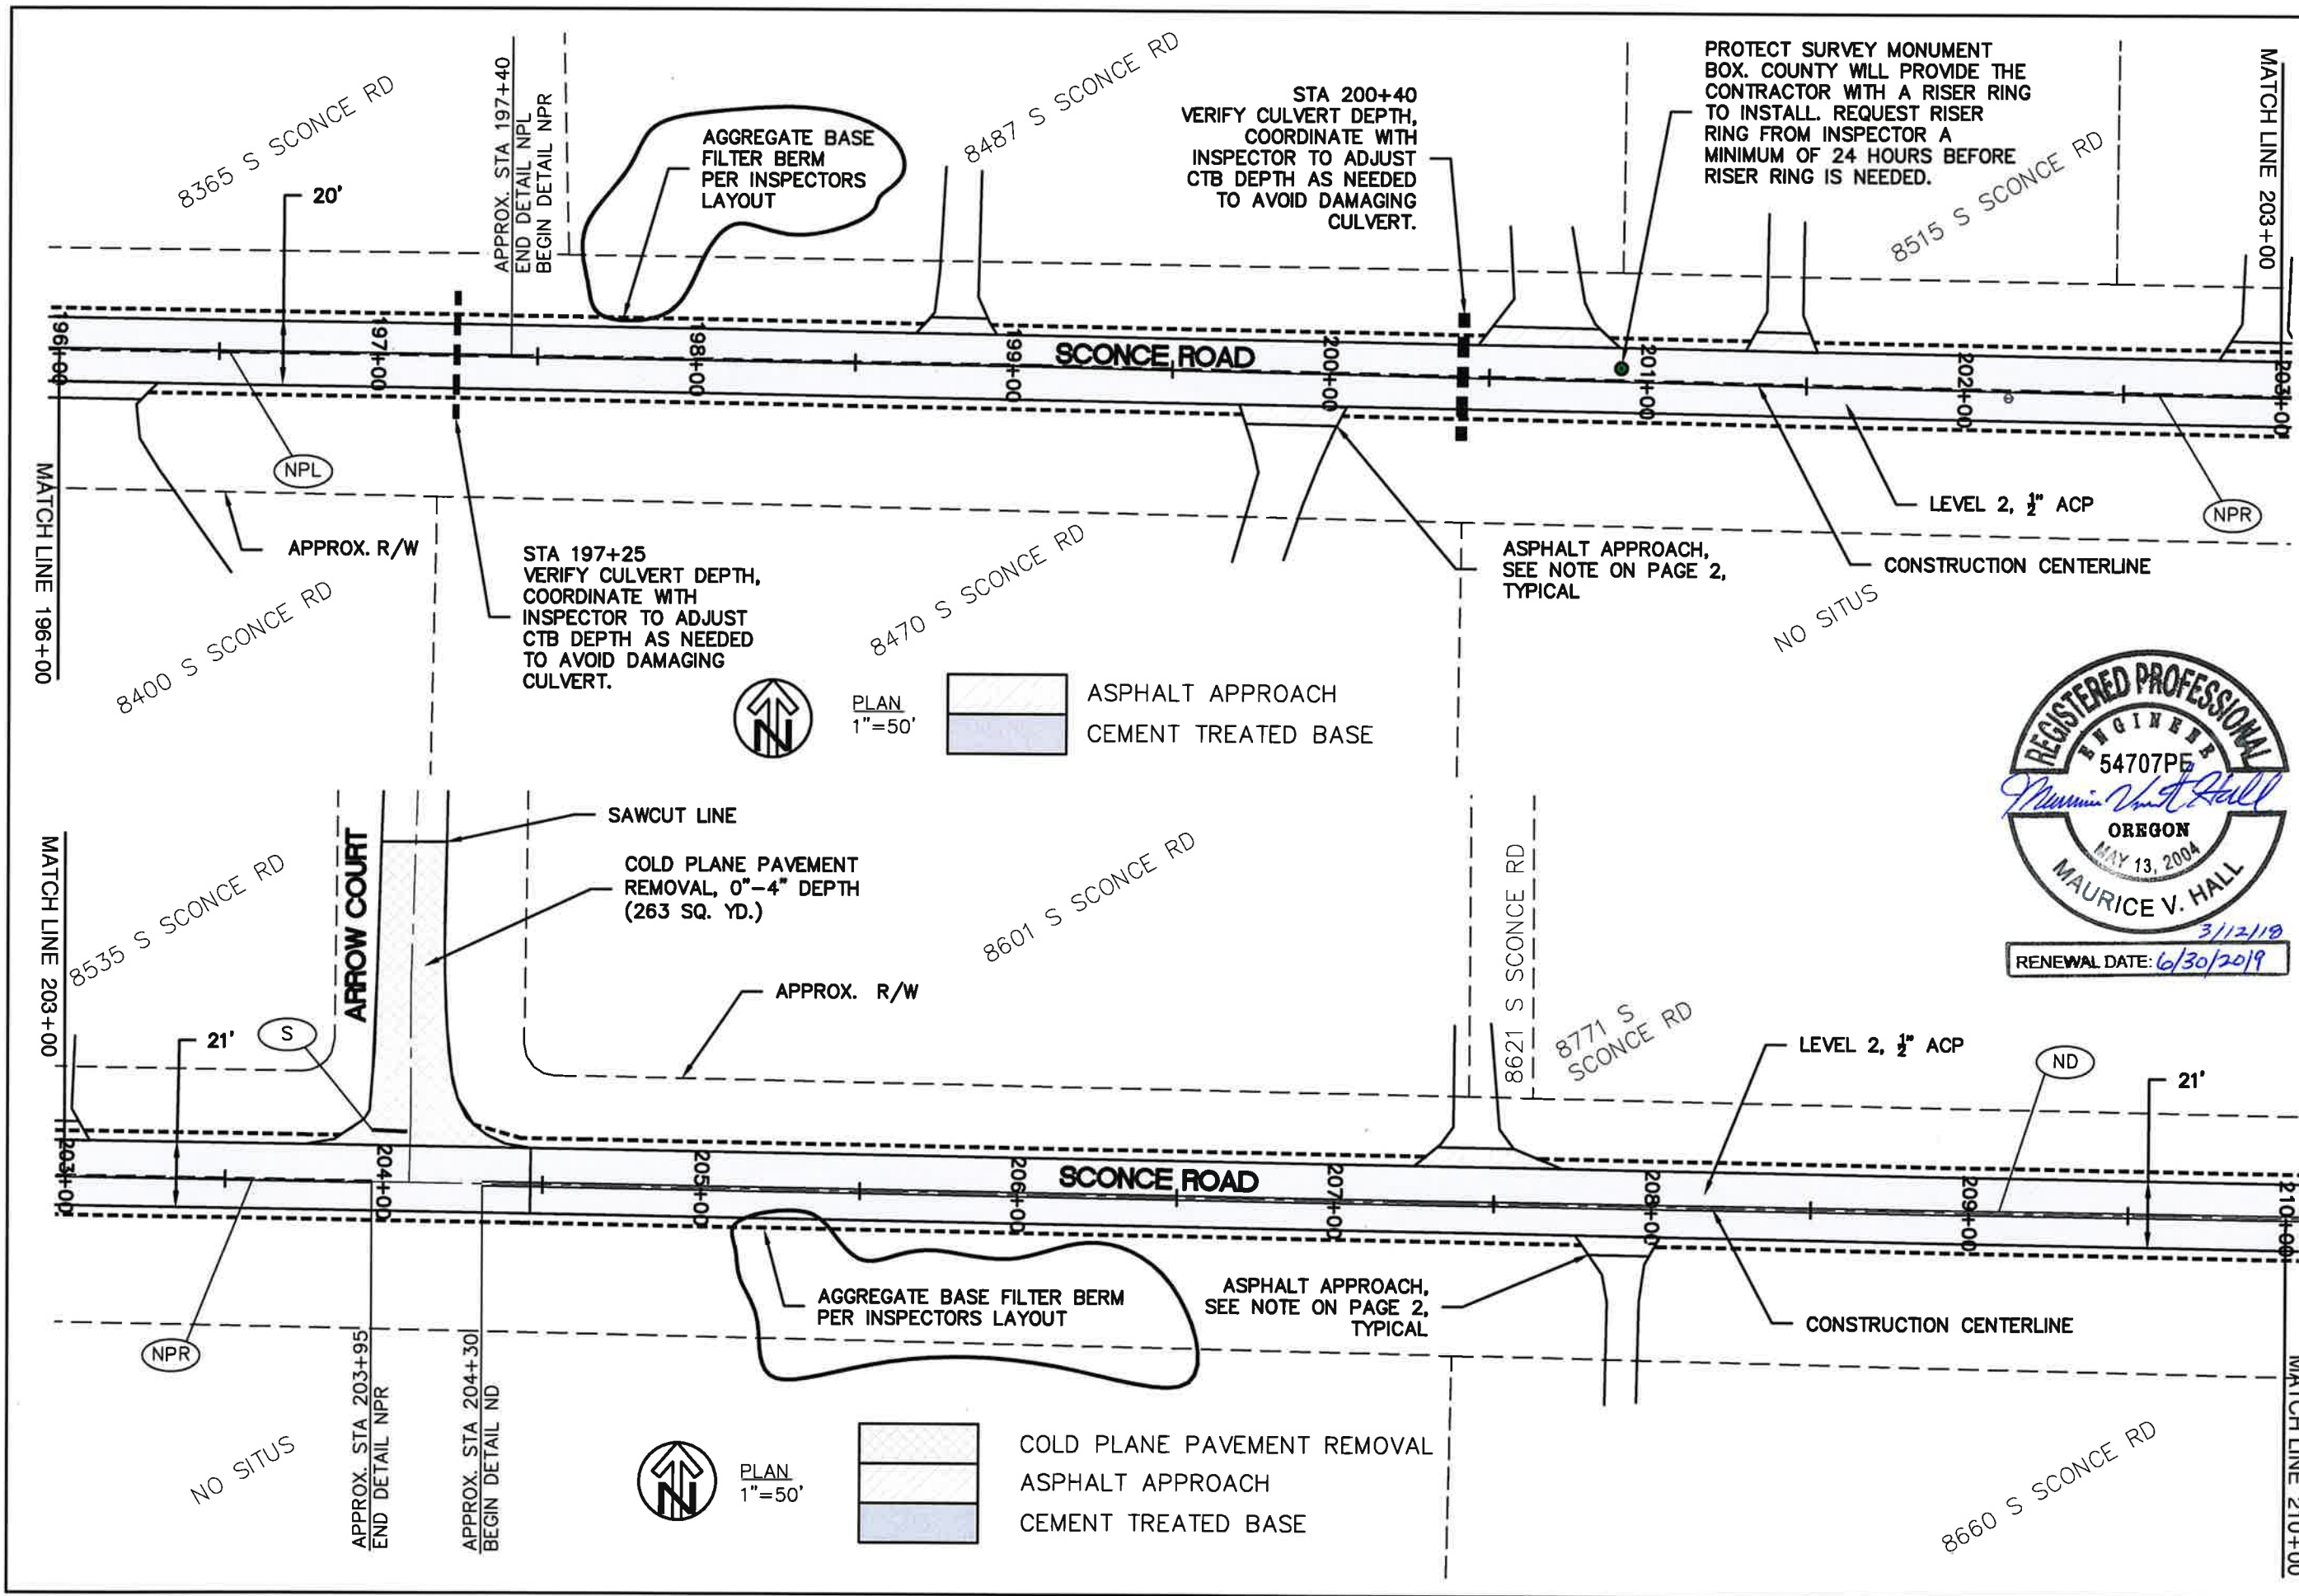 8365 S SCONCE RD
20'
APPROX. STA 197+40
END DETAIL NPL
BEGIN DETAIL NPR
AGGREGATE BASE
FILTER BERM
PER INSPECTORS
LAYOUT
8487 S SCONCE RD
STA 200+40
VERIFY CULVERT DEPTH,
COORDINATE WITH
INSPECTOR TO ADJUST
CTB DEPTH AS NEEDED
TO AVOID DAMAGING
CULVERT.
PROTECT SURVEY MONUMENT
BOX. COUNTY WILL PROVIDE THE
CONTRACTOR WITH A RISER RING
TO INSTALL. REQUEST RISER
RING FROM INSPECTOR A
MINIMUM OF 24 HOURS BEFORE
RISER RING IS NEEDED.
8515 S SCONCE RD
MATCH LINE 203+00
196+00
197+00
198+00
199+00
SCONCE ROAD
200+00
201+00
202+00
203+00
MATCH LINE 196+00
NPL
APPROX. R/W
8400 S SCONCE RD
STA 197+25
VERIFY CULVERT DEPTH,
COORDINATE WITH
INSPECTOR TO ADJUST
CTB DEPTH AS NEEDED
TO AVOID DAMAGING
CULVERT.
8470 S SCONCE RD
ASPHALT APPROACH,
SEE NOTE ON PAGE 2,
TYPICAL
LEVEL 2, 1/2" ACP
NPR
CONSTRUCTION CENTERLINE
NO SITUS
N
PLAN
1"=50'
ASPHALT APPROACH
CEMENT TREATED BASE
REGISTERED PROFESSIONAL
ENGINEER
54707PE
OREGON
MAY 13, 2004
MAURICE V. HALL
3/12/18
RENEWAL DATE: 6/30/2019
MATCH LINE 203+00
8535 S SCONCE RD
ARROW COURT
SAWCUT LINE
COLD PLANE PAVEMENT
REMOVAL, 0"-4" DEPTH
(263 SQ. YD.)
8601 S SCONCE RD
APPROX. R/W
8621 S SCONCE RD
8771 S
SCONCE RD
21'
S
LEVEL 2, 1/2" ACP
ND
21'
203+00
204+00
205+00
206+00
SCONCE ROAD
207+00
208+00
209+00
210+00
NPR
APPROX. STA 203+95
END DETAIL NPR
APPROX. STA 204+30
BEGIN DETAIL ND
AGGREGATE BASE FILTER BERM
PER INSPECTORS LAYOUT
ASPHALT APPROACH,
SEE NOTE ON PAGE 2,
TYPICAL
CONSTRUCTION CENTERLINE
MATCH LINE 210+00
NO SITUS
N
PLAN
1"=50'
COLD PLANE PAVEMENT REMOVAL
ASPHALT APPROACH
CEMENT TREATED BASE
8660 S SCONCE RD